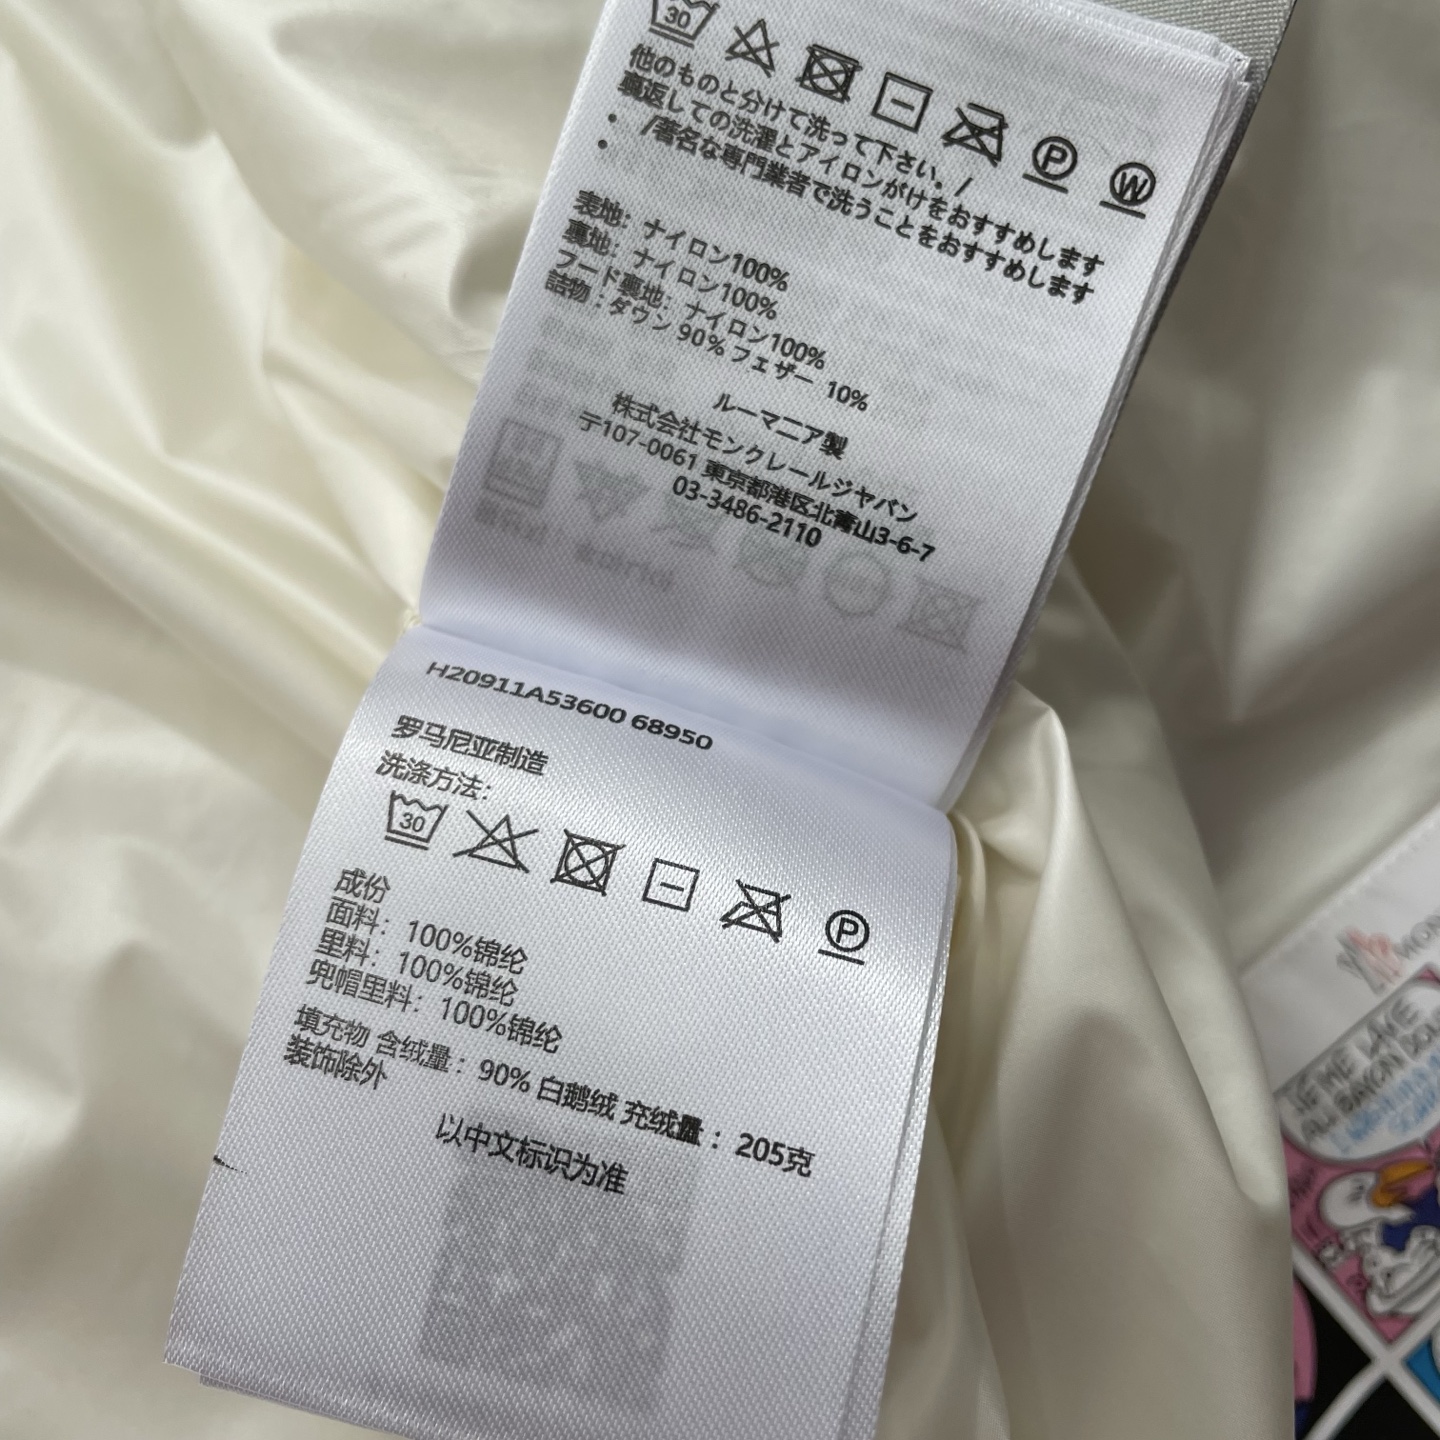 30
P
W
他のものと分けて洗って下さい。/
裏返しての洗濯とアイロンがけをおすすめします
・ /著名な専門業者で洗うことをおすすめします
・
表地：ナイロン100%
裏地：ナイロン100%
フード裏地：ナイロン100%
詰物：ダウン 90% フェザー 10%
ルーマニア製
株式会社モンクレールジャパン
〒107-0061 東京都港区北青山3-6-7
03-3486-2110
H20911A53600 68950
罗马尼亚制造
洗涤方法：
30
P
成份
面料： 100%锦纶
里料： 100%锦纶
兜帽里料： 100%锦纶
填充物 含绒量： 90% 白鹅绒 充绒量： 205克
装饰除外
以中文标识为准